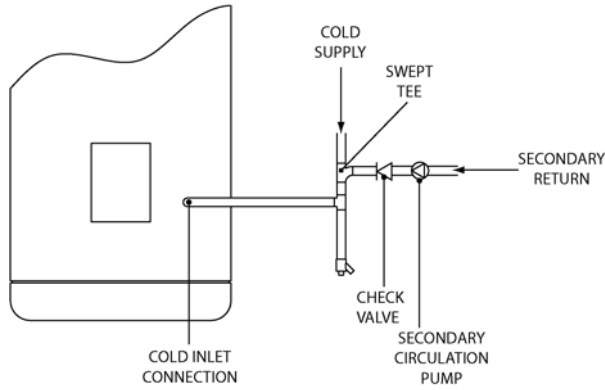 COLD
SUPPLY
SWEPT
TEE
SECONDARY
RETURN
CHECK
VALVE
SECONDARY
CIRCULATION
PUMP
COLD INLET
CONNECTION